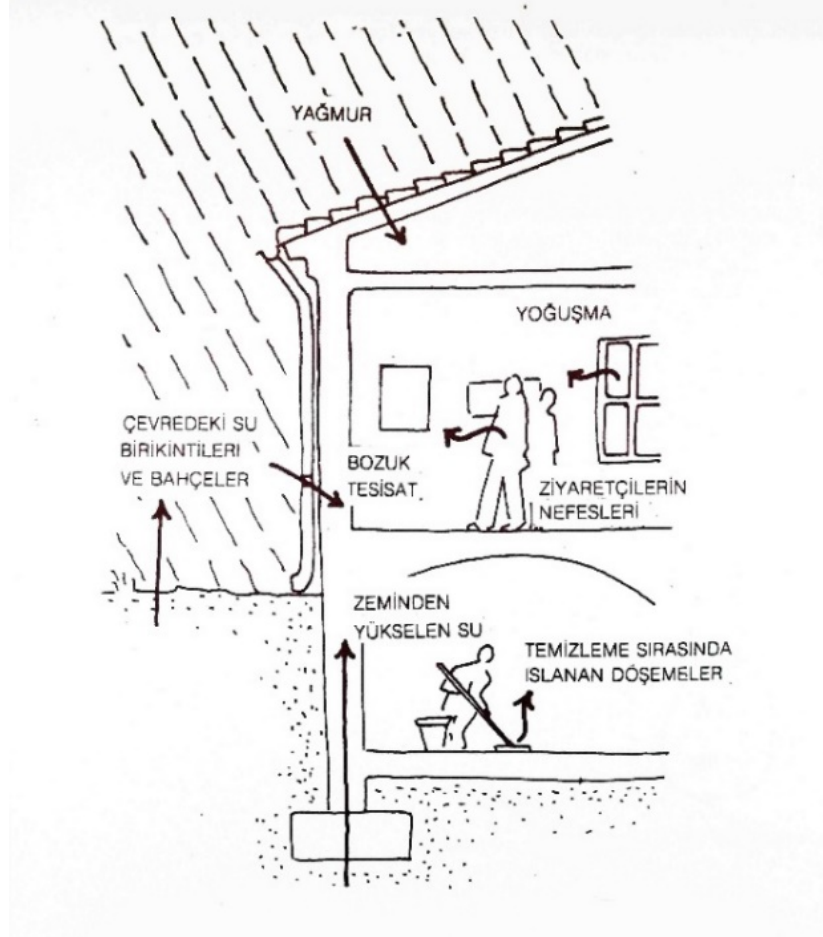 YAĞMUR
YOĞUŞMA
ÇEVREDEKİ SU
BİRİKİNTİLERİ
VE BAHÇELER
BOZUK
TESİSAT
ZİYARETÇİLERİN
NEFESLERİ
ZEMİNDEN
YÜKSELEN SU
TEMİZLEME SIRASINDA
ISLANAN DÖŞEMELER